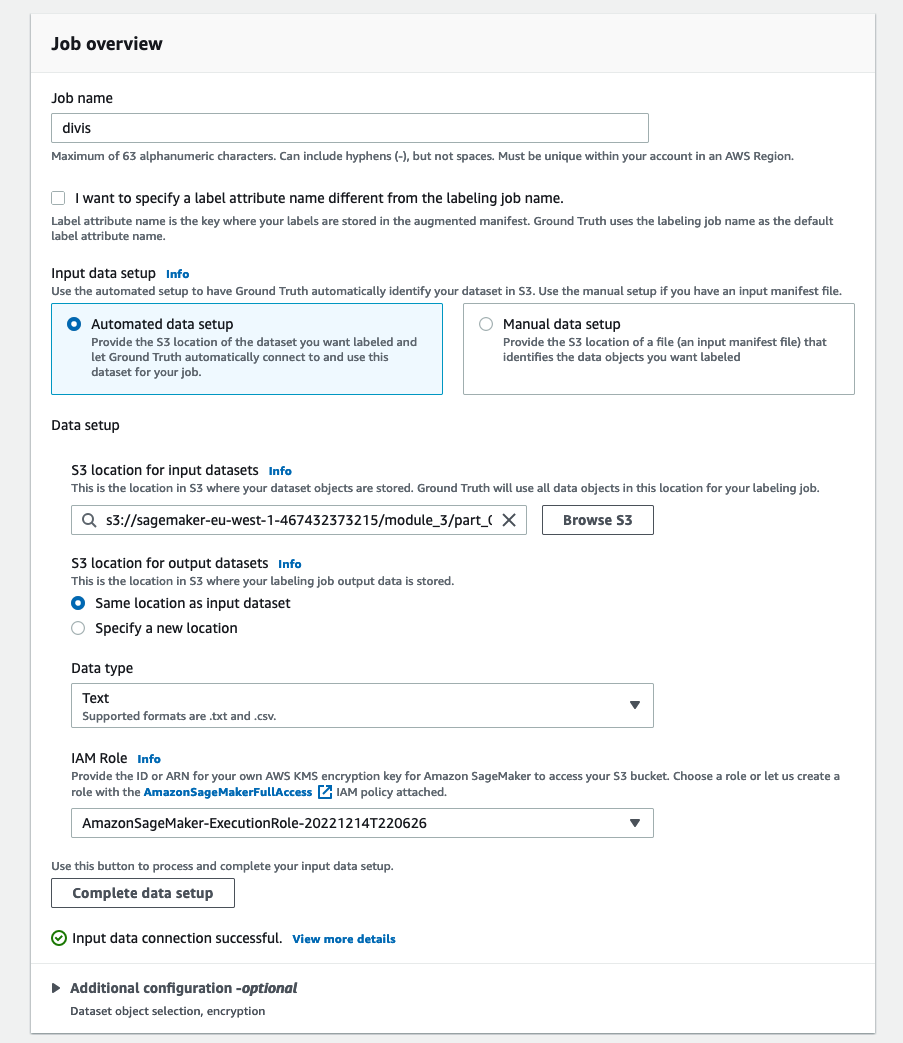 Job overview
Job name
divis
Maximum of 63 alphanumeric characters. Can include hyphens (-), but not spaces. Must be unique within your account in an AWS Region.
I want to specify a label attribute name different from the labeling job name.
Label attribute name is the key where your labels are stored in the augmented manifest. Ground Truth uses the labeling job name as the default
label attribute name.
Input data setup Info
Use the automated setup to have Ground Truth automatically identify your dataset in S3. Use the manual setup if you have an input manifest file.
Automated data setup
Provide the S3 location of the dataset you want labeled and
let Ground Truth automatically connect to and use this
dataset for your job.
Manual data setup
Provide the S3 location of a file (an input manifest file) that
identifies the data objects you want labeled
Data setup
S3 location for input datasets Info
This is the location in S3 where your dataset objects are stored. Ground Truth will use all data objects in this location for your labeling job.
s3://sagemaker-eu-west-1-467432373215/module_3/part_
Browse S3
S3 location for output datasets Info
This is the location in S3 where your labeling job output data is stored.
Same location as input dataset
Specify a new location
Data type
Text
Supported formats are .txt and .csv.
IAM Role Info
Provide the ID or ARN for your own AWS KMS encryption key for Amazon SageMaker to access your S3 bucket. Choose a role or let us create a
role with the AmazonSageMakerFullAccess IAM policy attached.
AmazonSageMaker-ExecutionRole-20221214T220626
Use this button to process and complete your input data setup.
Complete data setup
Input data connection successful. View more details
Additional configuration -optional
Dataset object selection, encryption